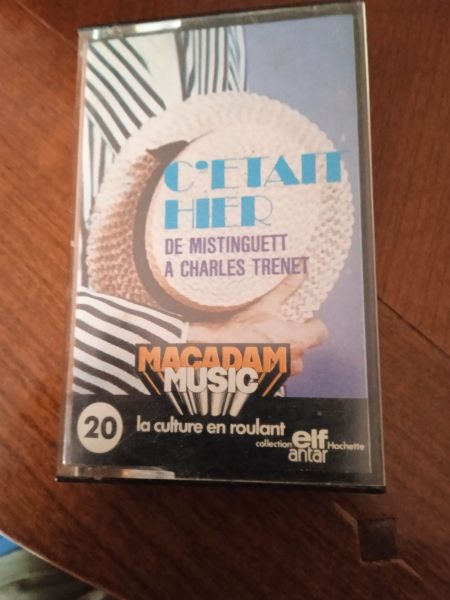 C'ETAIT
HIER
DE MISTINGUETT
A CHARLES TRENET
MACADAM
MUSIC
20
la culture en roulant
collection elf Hachette
antar